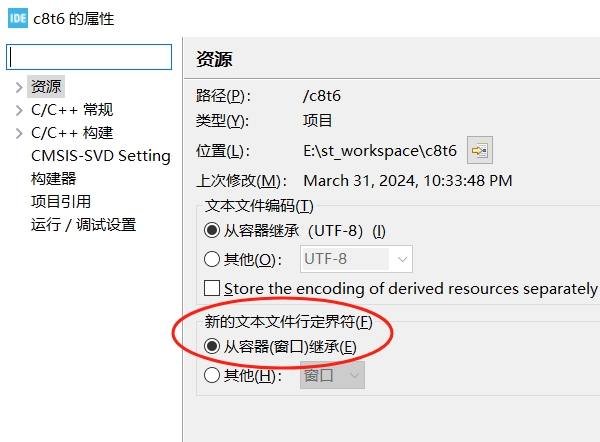 IDE c8t6 的属性
资源
C/C++ 常规
C/C++ 构建
CMSIS-SVD Setting
构建器
项目引用
运行 / 调试设置
资源
路径(P)： /c8t6
类型(Y)： 项目
位置(L)： E:\st_workspace\c8t6
上次修改(M)： March 31, 2024, 10:33:48 PM
文本文件编码(T)
从容器继承（UTF-8）(I)
其他(O)： UTF-8
Store the encoding of derived resources separately
新的文本文件行定界符(F)
从容器(窗口)继承(E)
其他(H)： 窗口